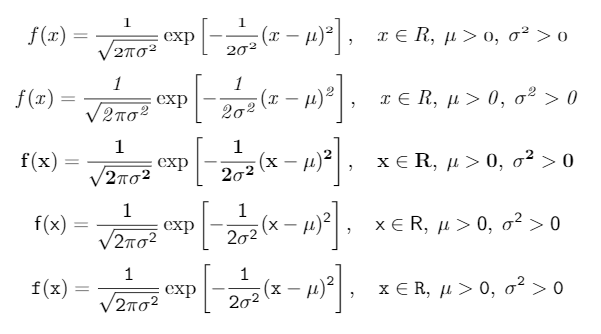 f(x) = 1/√(2πσ²) exp [−1/(2σ²) (x − μ)²], x ∈ R, μ > 0, σ² > 0
f(x) = 1/√(2πσ²) exp [−1/(2σ²) (x − μ)²], x ∈ R, μ > 0, σ² > 0
f(x) = 1/√(2πσ²) exp [−1/(2σ²) (x − μ)²], x ∈ R, μ > 0, σ² > 0
f(x) = 1/√(2πσ²) exp [−1/(2σ²) (x − μ)²], x ∈ R, μ > 0, σ² > 0
f(x) = 1/√(2πσ²) exp [−1/(2σ²) (x − μ)²], x ∈ R, μ > 0, σ² > 0